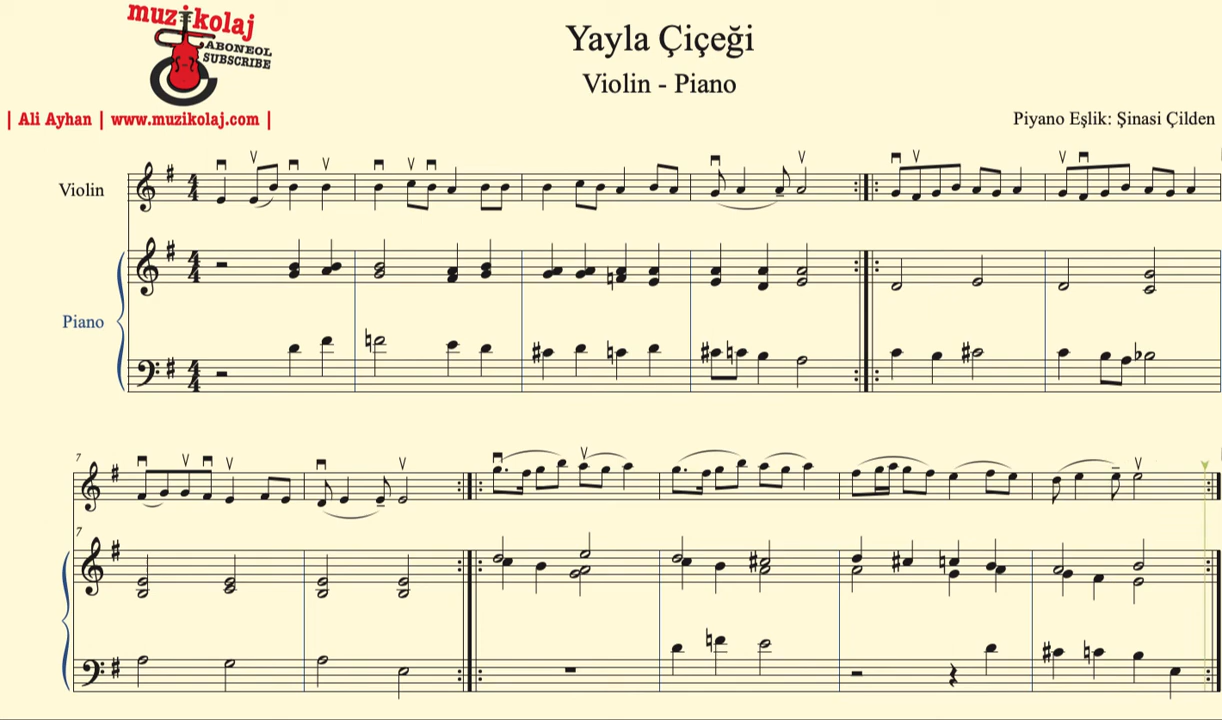 muzikolaj
ABONEOL
SUBSCRIBE
| Ali Ayhan | www.muzikolaj.com |
Yayla Çiçeği
Violin - Piano
Piyano Eşlik: Şinasi Çilden
Violin
Piano
7
7